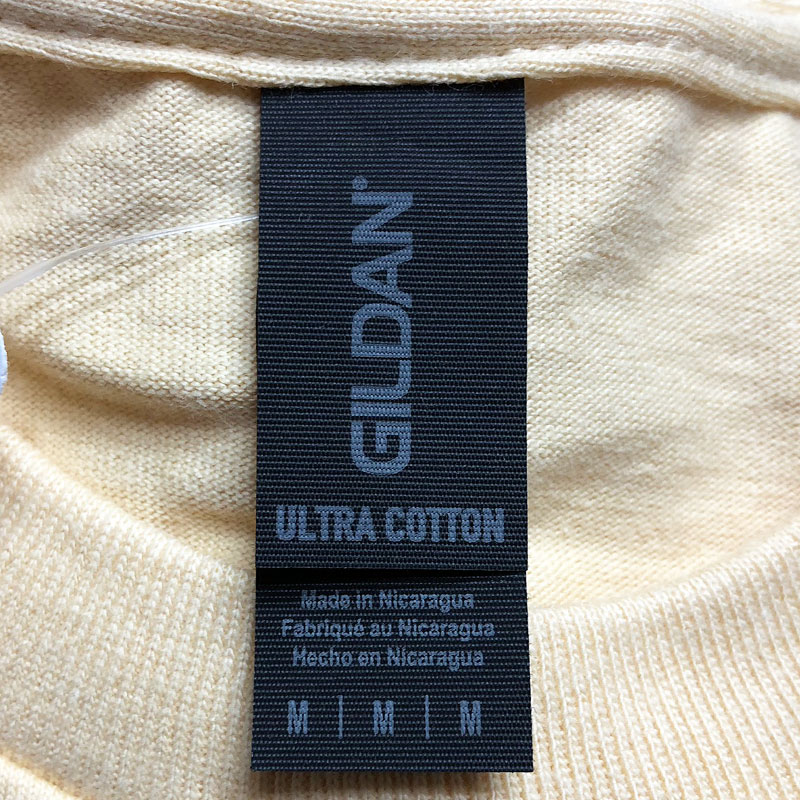 GILDAN®
ULTRA COTTON
Made in Nicaragua
Fabriqué au Nicaragua
Hecho en Nicaragua
M | M | M